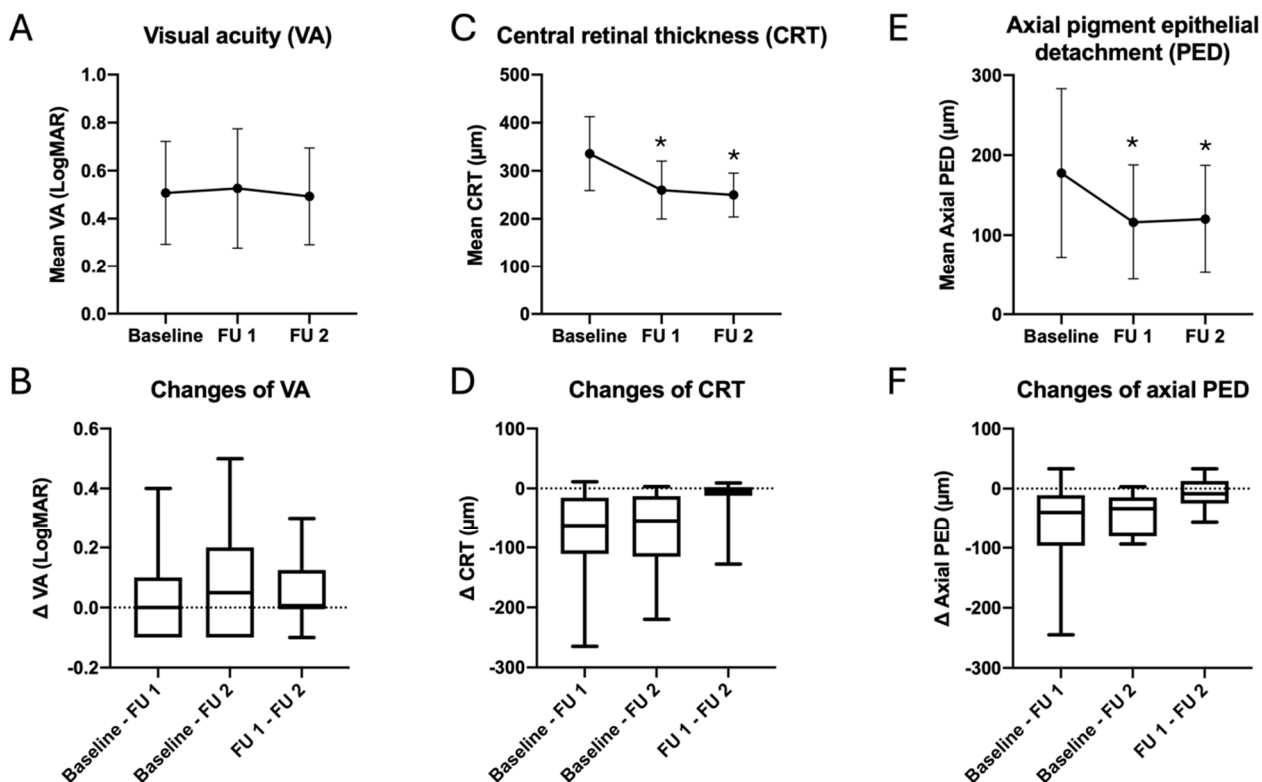 A
Visual acuity (VA)
Mean VA (LogMAR)
1.0
0.8
0.6
0.4
0.2
0.0
Baseline FU 1 FU 2
C
Central retinal thickness (CRT)
Mean CRT (µm)
500
400
300
200
100
0
* *
Baseline FU 1 FU 2
E
Axial pigment epithelial
detachment (PED)
Mean Axial PED (µm)
300
200
100
0
* *
Baseline FU 1 FU 2
B
Changes of VA
Δ VA (LogMAR)
0.6
0.4
0.2
0.0
-0.2
Baseline - FU 1
Baseline - FU 2
FU 1 - FU 2
D
Changes of CRT
Δ CRT (µm)
100
0
-100
-200
-300
Baseline - FU 1
Baseline - FU 2
FU 1 - FU 2
F
Changes of axial PED
Δ Axial PED (µm)
100
0
-100
-200
-300
Baseline - FU 1
Baseline - FU 2
FU 1 - FU 2